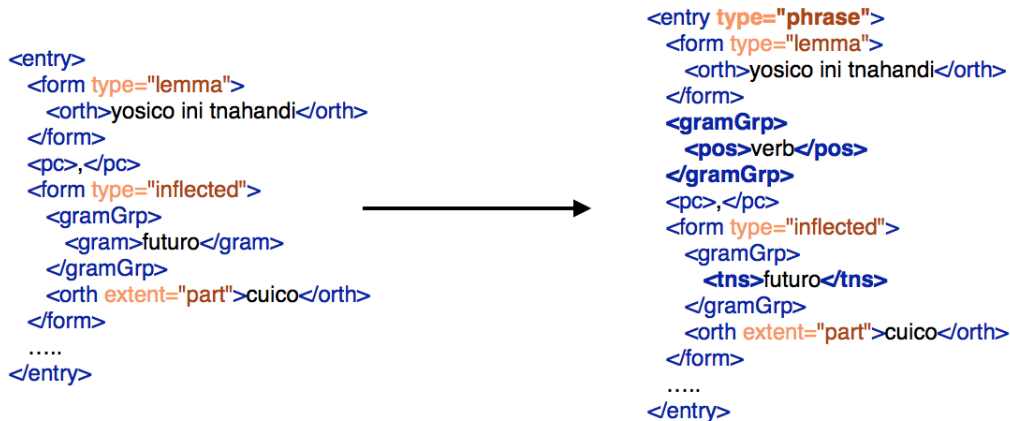 <entry>
<form type="lemma">
<orth>yosico ini tnahandi</orth>
</form>
<pc>,</pc>
<form type="inflected">
<gramGrp>
<gram>futuro</gram>
</gramGrp>
<orth extent="part">cuico</orth>
</form>
…..
</entry>
<entry type="phrase">
<form type="lemma">
<orth>yosico ini tnahandi</orth>
</form>
<gramGrp>
<pos>verb</pos>
</gramGrp>
<pc>,</pc>
<form type="inflected">
<gramGrp>
<tns>futuro</tns>
</gramGrp>
<orth extent="part">cuico</orth>
</form>
…..
</entry>